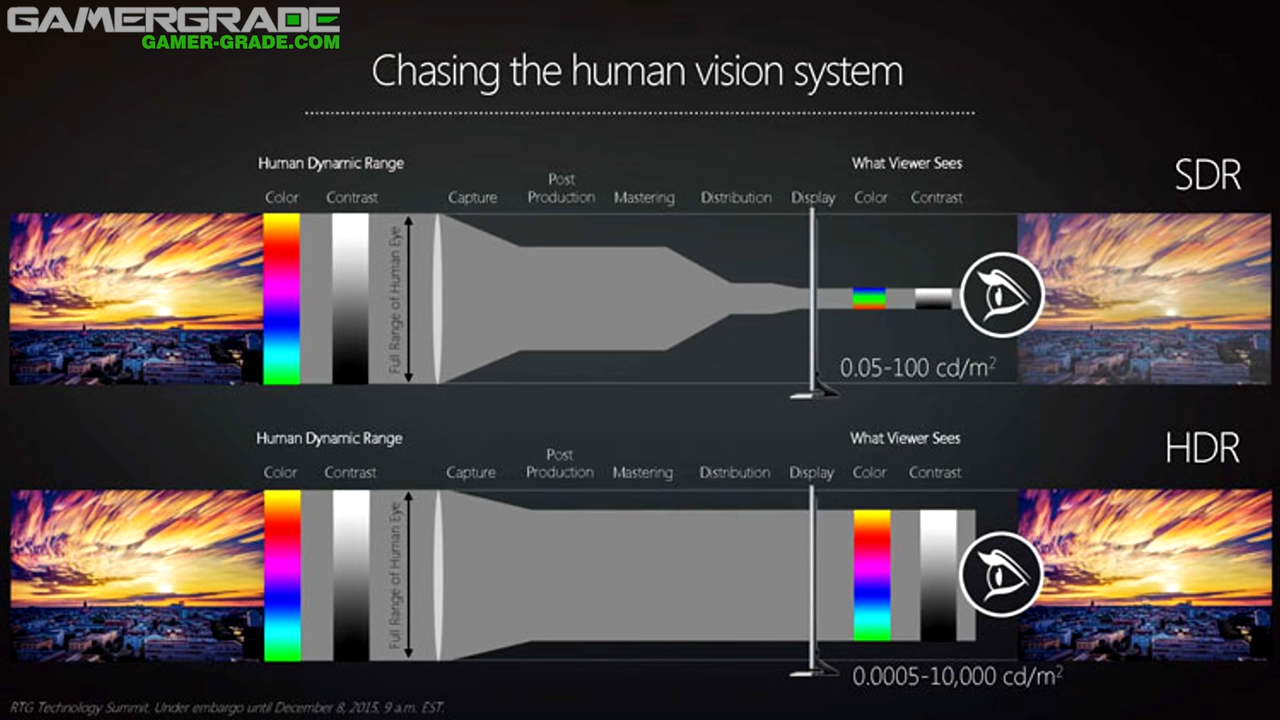 GAMERGRADE
GAMER-GRADE.COM
Chasing the human vision system
SDR
Human Dynamic Range
What Viewer Sees
Color
Contrast
Capture
Post
Production
Mastering
Distribution
Display
Color
Contrast
Full Range of Human Eye
0.05-100 cd/m²
HDR
Human Dynamic Range
What Viewer Sees
Color
Contrast
Capture
Post
Production
Mastering
Distribution
Display
Color
Contrast
Full Range of Human Eye
0.0005-10,000 cd/m²
RTG Technology Summit. Under embargo until December 8, 2015, 9 a.m. EST.